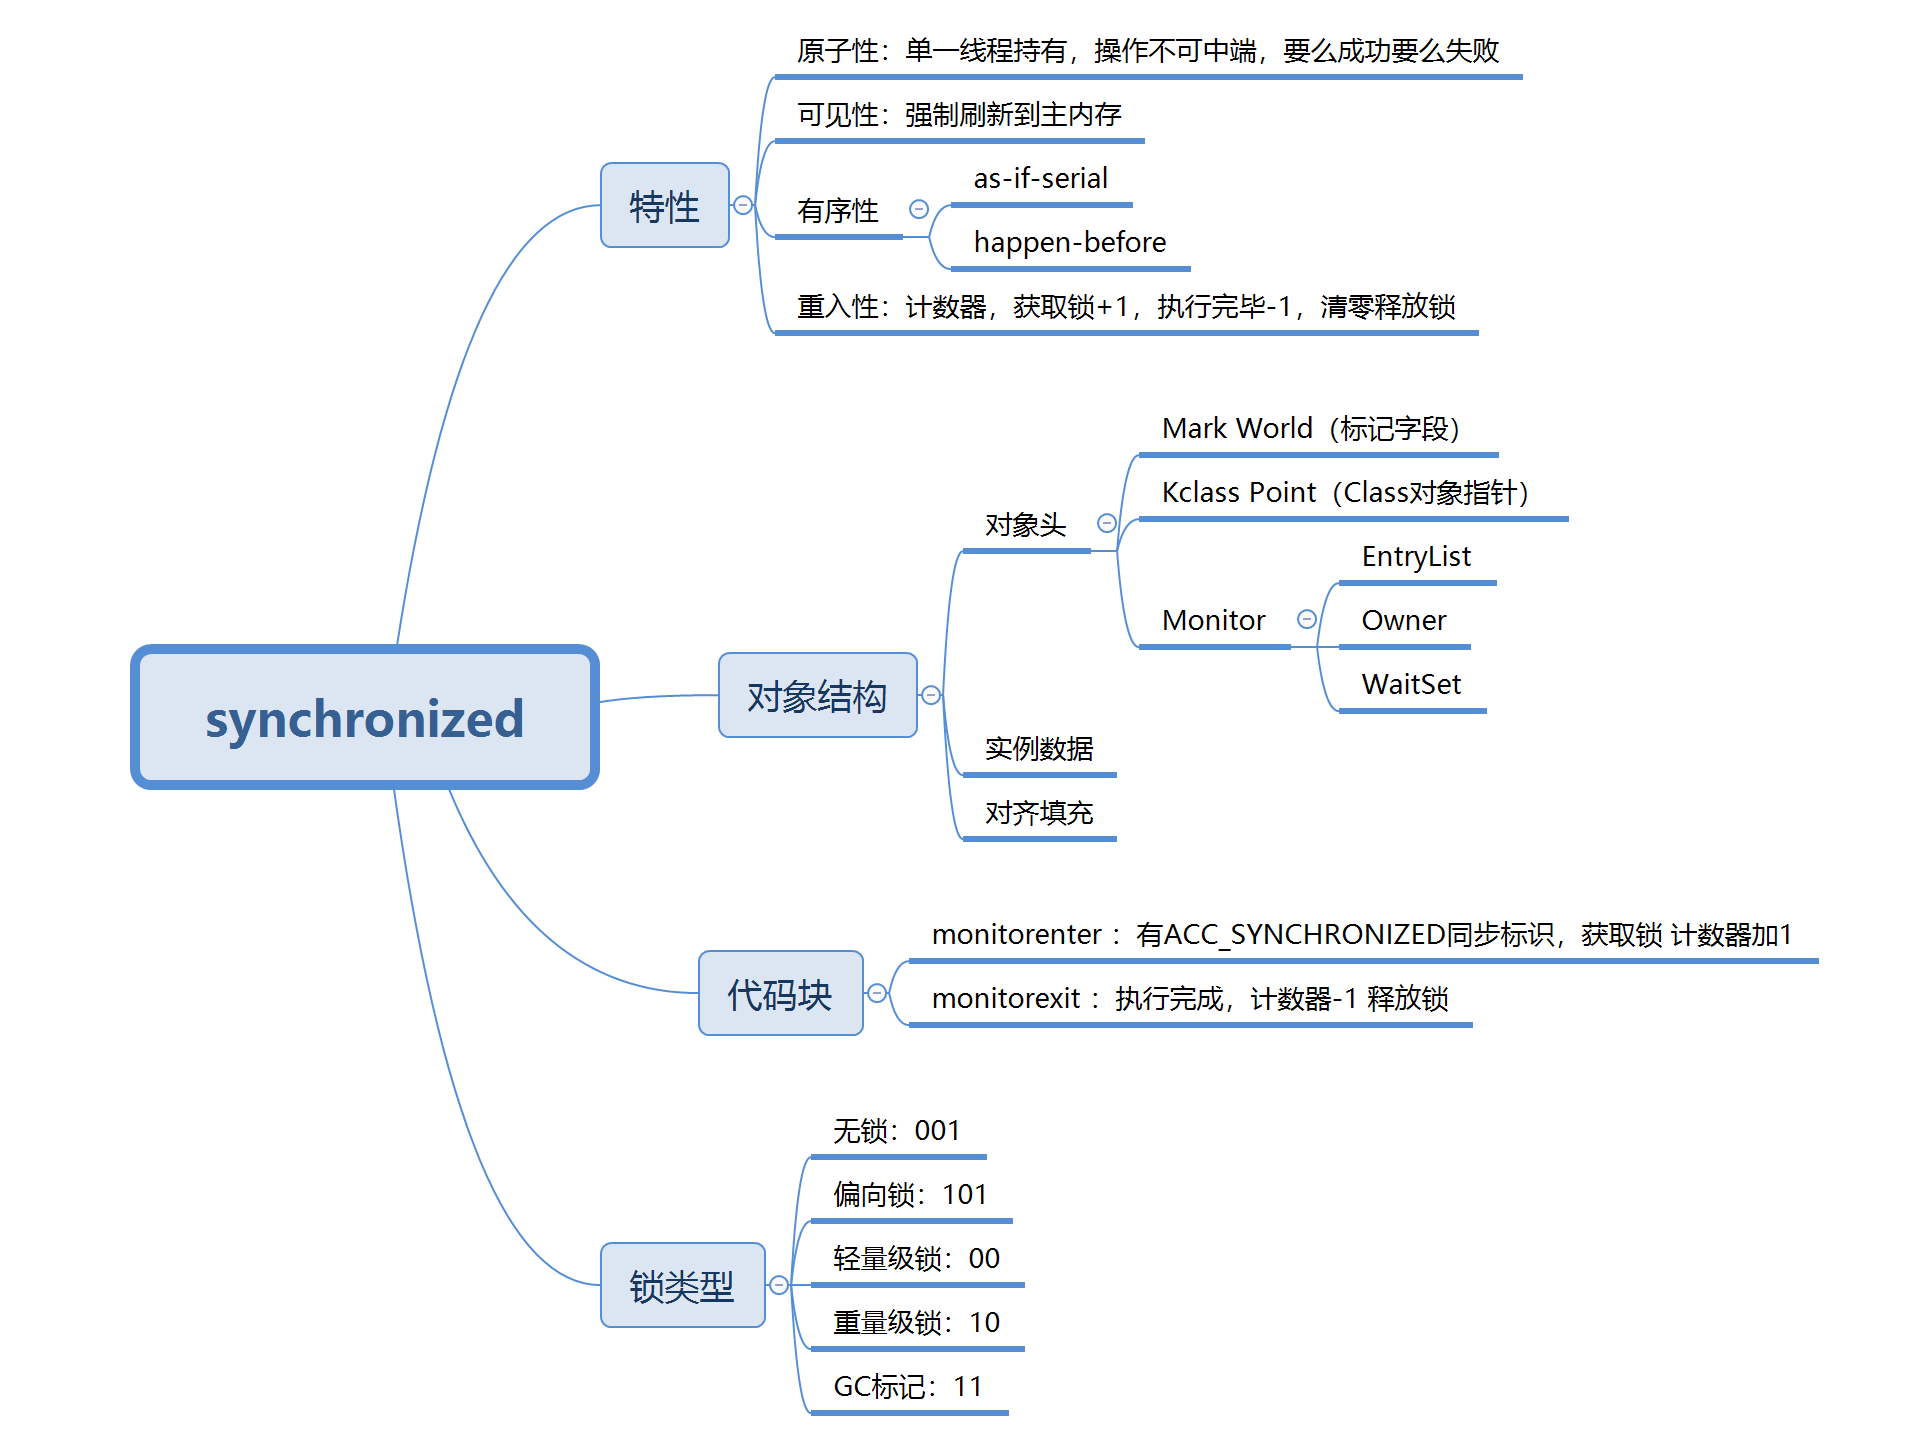 synchronized
特性
原子性：单一线程持有，操作不可中端，要么成功要么失败
可见性：强制刷新到主内存
有序性
as-if-serial
happen-before
重入性：计数器，获取锁+1，执行完毕-1，清零释放锁
对象结构
对象头
Mark World（标记字段）
Kclass Point（Class对象指针）
Monitor
EntryList
Owner
WaitSet
实例数据
对齐填充
代码块
monitorenter ：有ACC_SYNCHRONIZED同步标识，获取锁 计数器加1
monitorexit ：执行完成，计数器-1 释放锁
锁类型
无锁：001
偏向锁：101
轻量级锁：00
重量级锁：10
GC标记：11